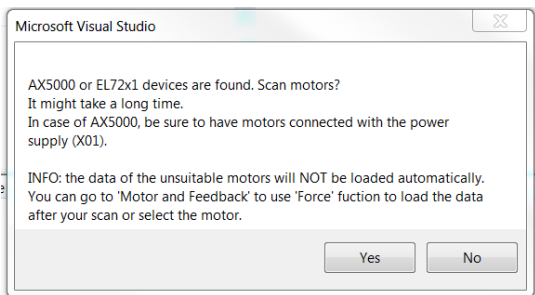 Microsoft Visual Studio
AX5000 or EL72x1 devices are found. Scan motors?
It might take a long time.
In case of AX5000, be sure to have motors connected with the power
supply (X01).
INFO: the data of the unsuitable motors will NOT be loaded automatically.
You can go to 'Motor and Feedback' to use 'Force' fuction to load the data
after your scan or select the motor.
Yes No